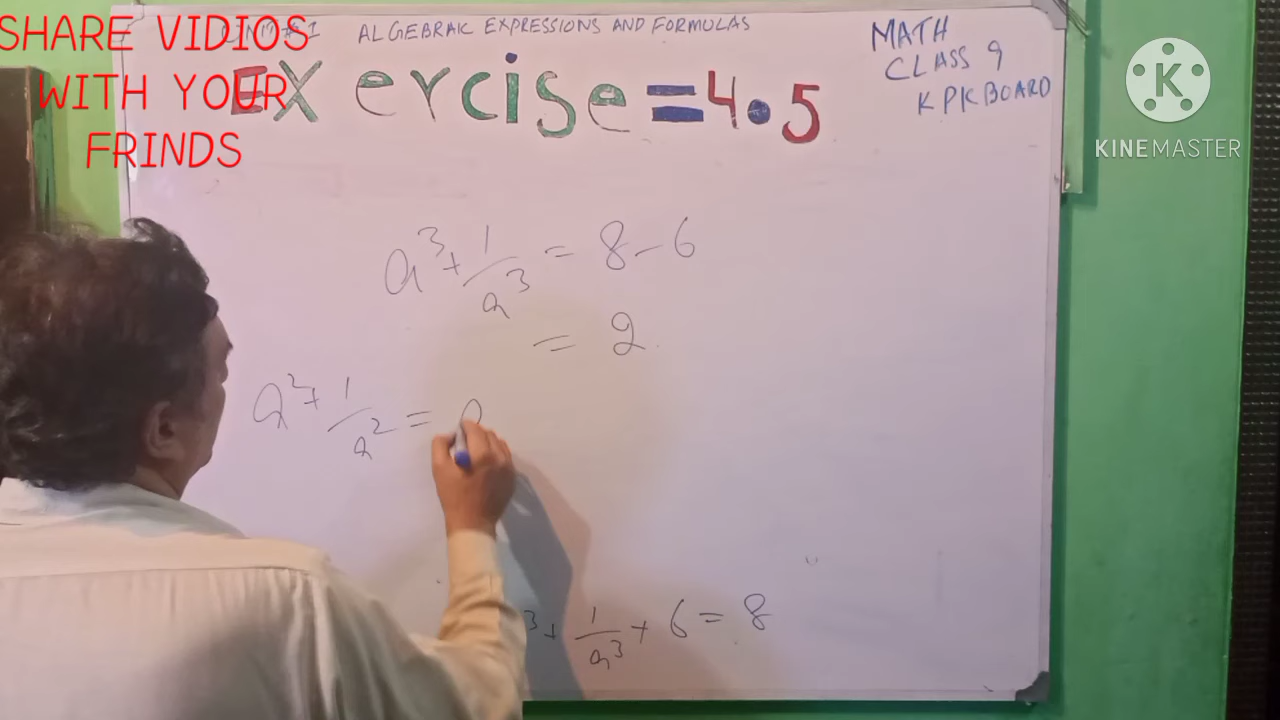 SHARE VIDIOS
WITH YOUR
FRINDS
ALGEBRAIC EXPRESSIONS AND FORMULAS
EXercise=4.5
MATH
CLASS 9
KPK BOARD
K
KINEMASTER
a³+1/a³ = 8-6
= 2
a²+1/a² =
³+1/a³+6=8